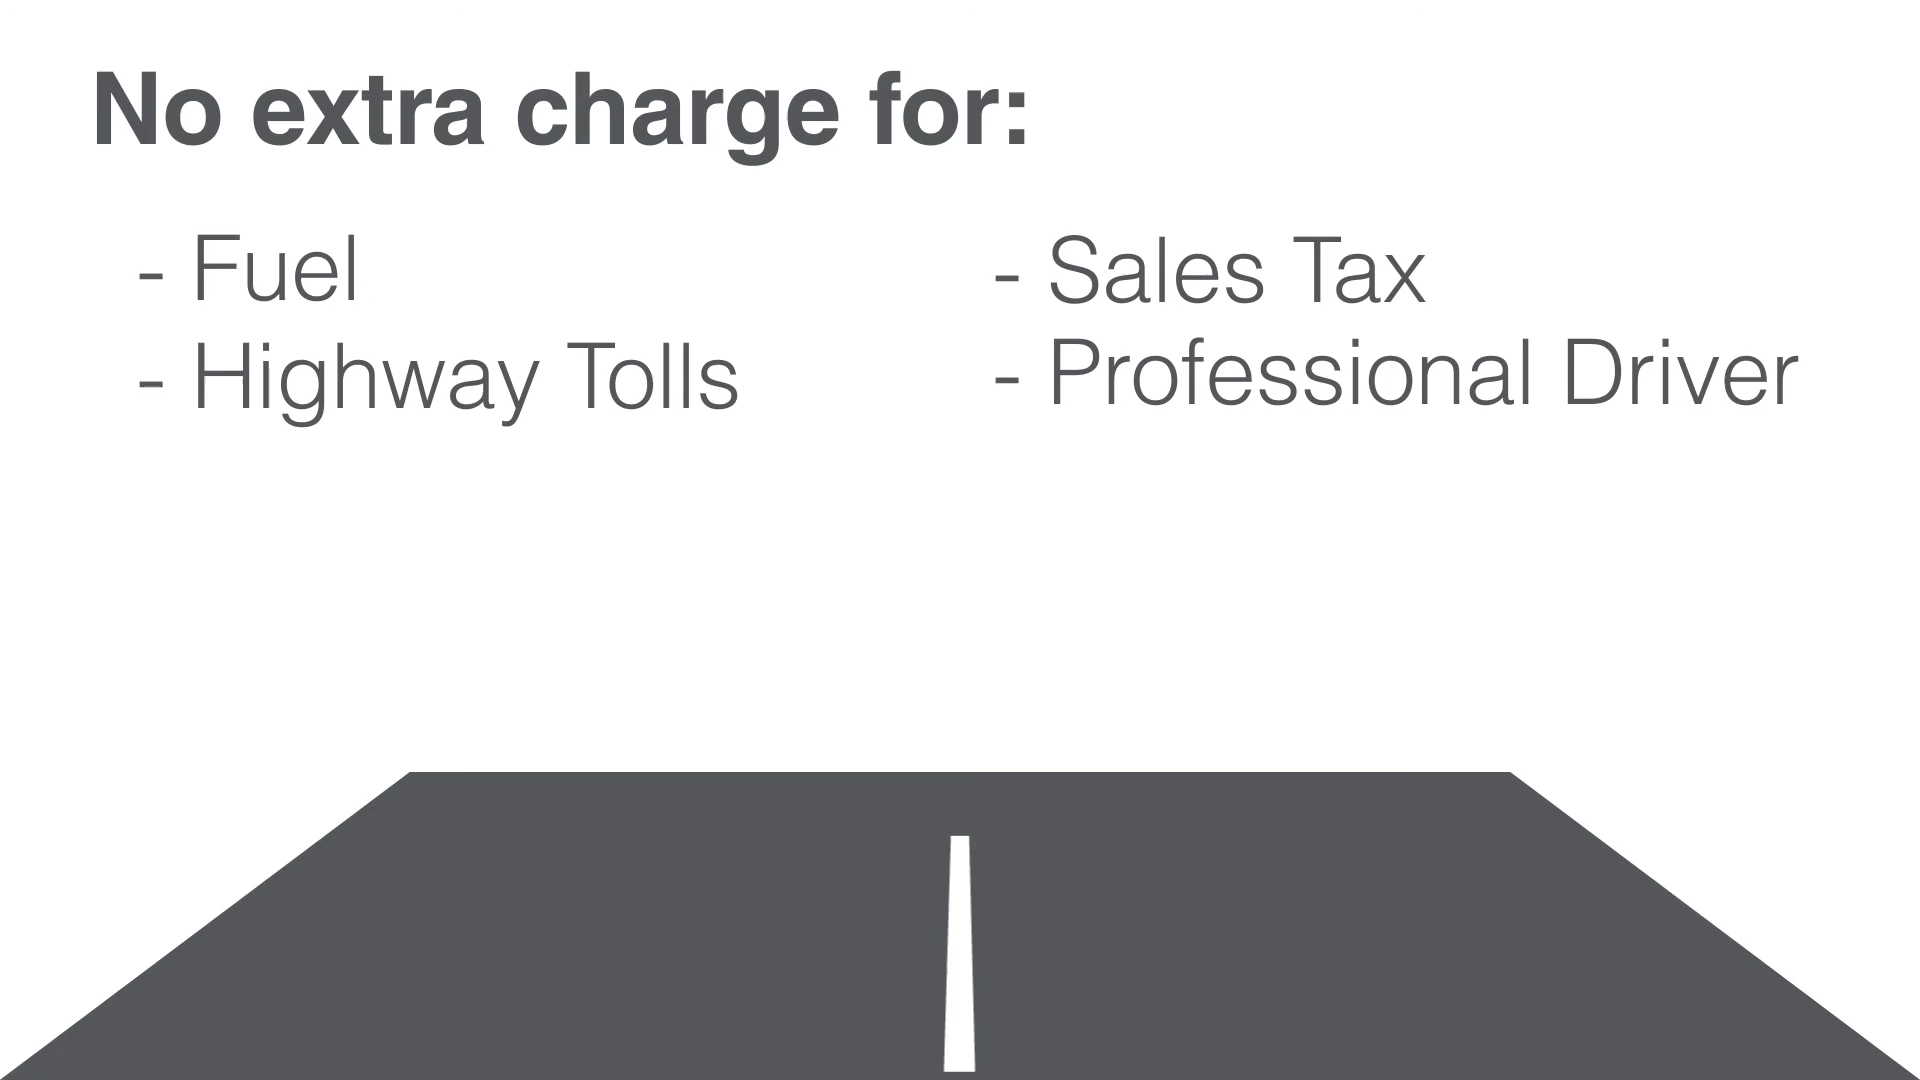 No extra charge for:
- Fuel
- Highway Tolls
- Sales Tax
- Professional Driver